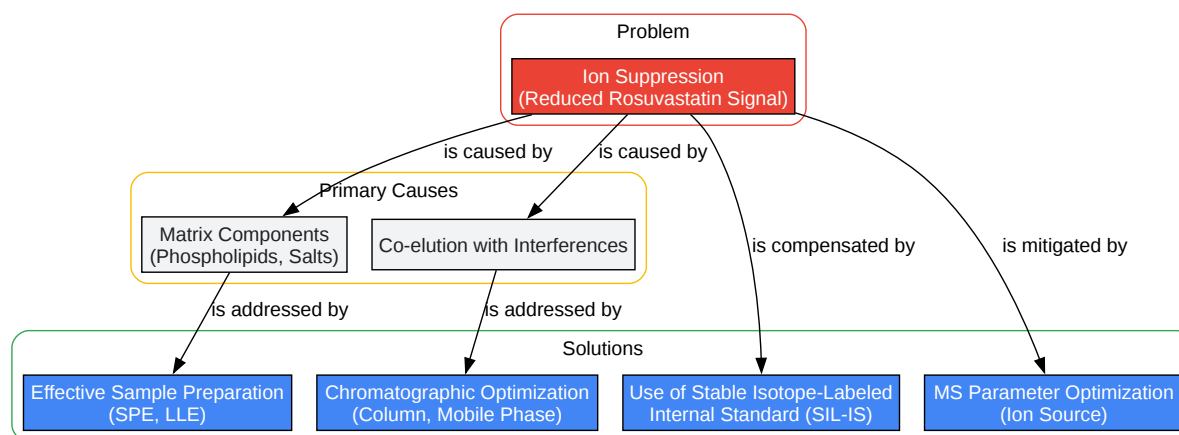 Problem
Ion Suppression
(Reduced Rosuvastatin Signal)
is caused by
is caused by
Primary Causes
Matrix Components
(Phospholipids, Salts)
Co-elution with Interferences
is compensated by
is mitigated by
is addressed by
is addressed by
Solutions
Effective Sample Preparation
(SPE, LLE)
Chromatographic Optimization
(Column, Mobile Phase)
Use of Stable Isotope-Labeled
Internal Standard (SIL-IS)
MS Parameter Optimization
(Ion Source)